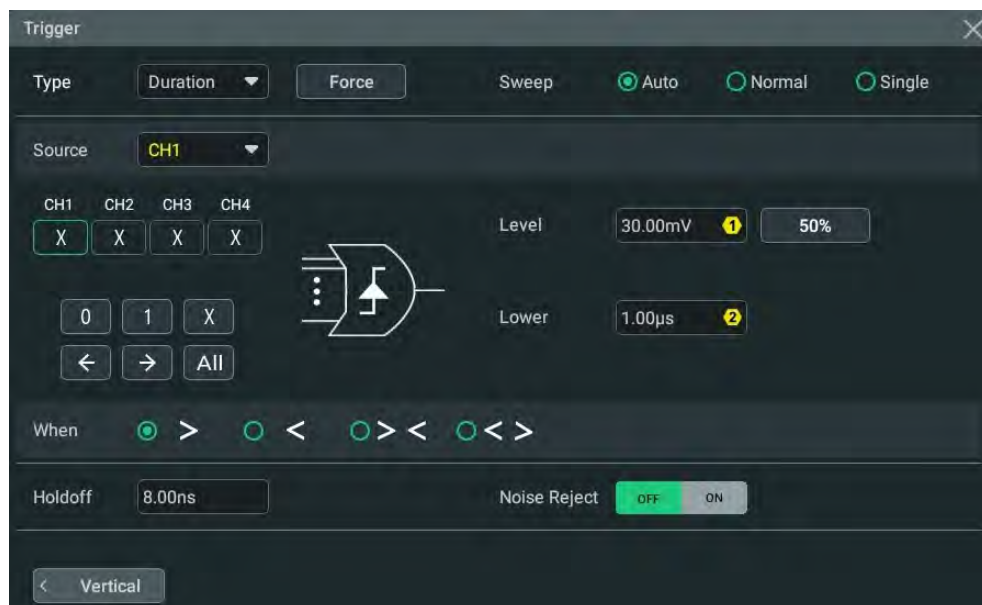 Trigger
Type Duration Force Sweep Auto Normal Single
Source CH1
CH1 CH2 CH3 CH4
X X X X
Level 30.00mV 1 50%
0 1 X
Lower 1.00μs 2
← → All
When > < > < < >
Holdoff 8.00ns Noise Reject OFF ON
< Vertical